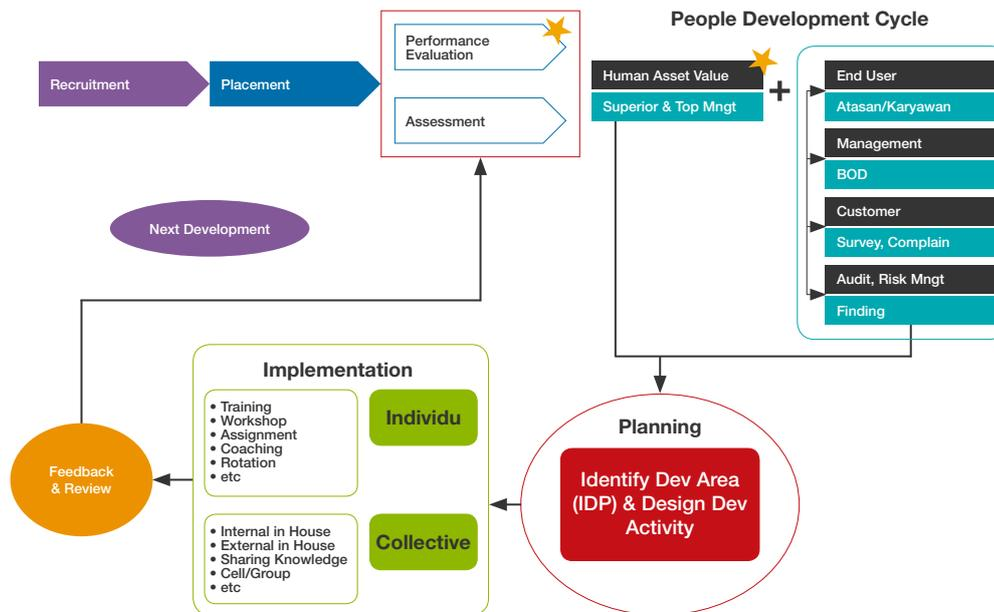 People Development Cycle
Recruitment
Placement
Performance
Evaluation
Assessment
Human Asset Value
Superior & Top Mngt
+
End User
Atasan/Karyawan
Management
BOD
Customer
Survey, Complain
Audit, Risk Mngt
Finding
Next Development
Implementation
• Training
• Workshop
• Assignment
• Coaching
• Rotation
• etc
Individu
• Internal in House
• External in House
• Sharing Knowledge
• Cell/Group
• etc
Collective
Planning
Identify Dev Area
(IDP) & Design Dev
Activity
Feedback
& Review